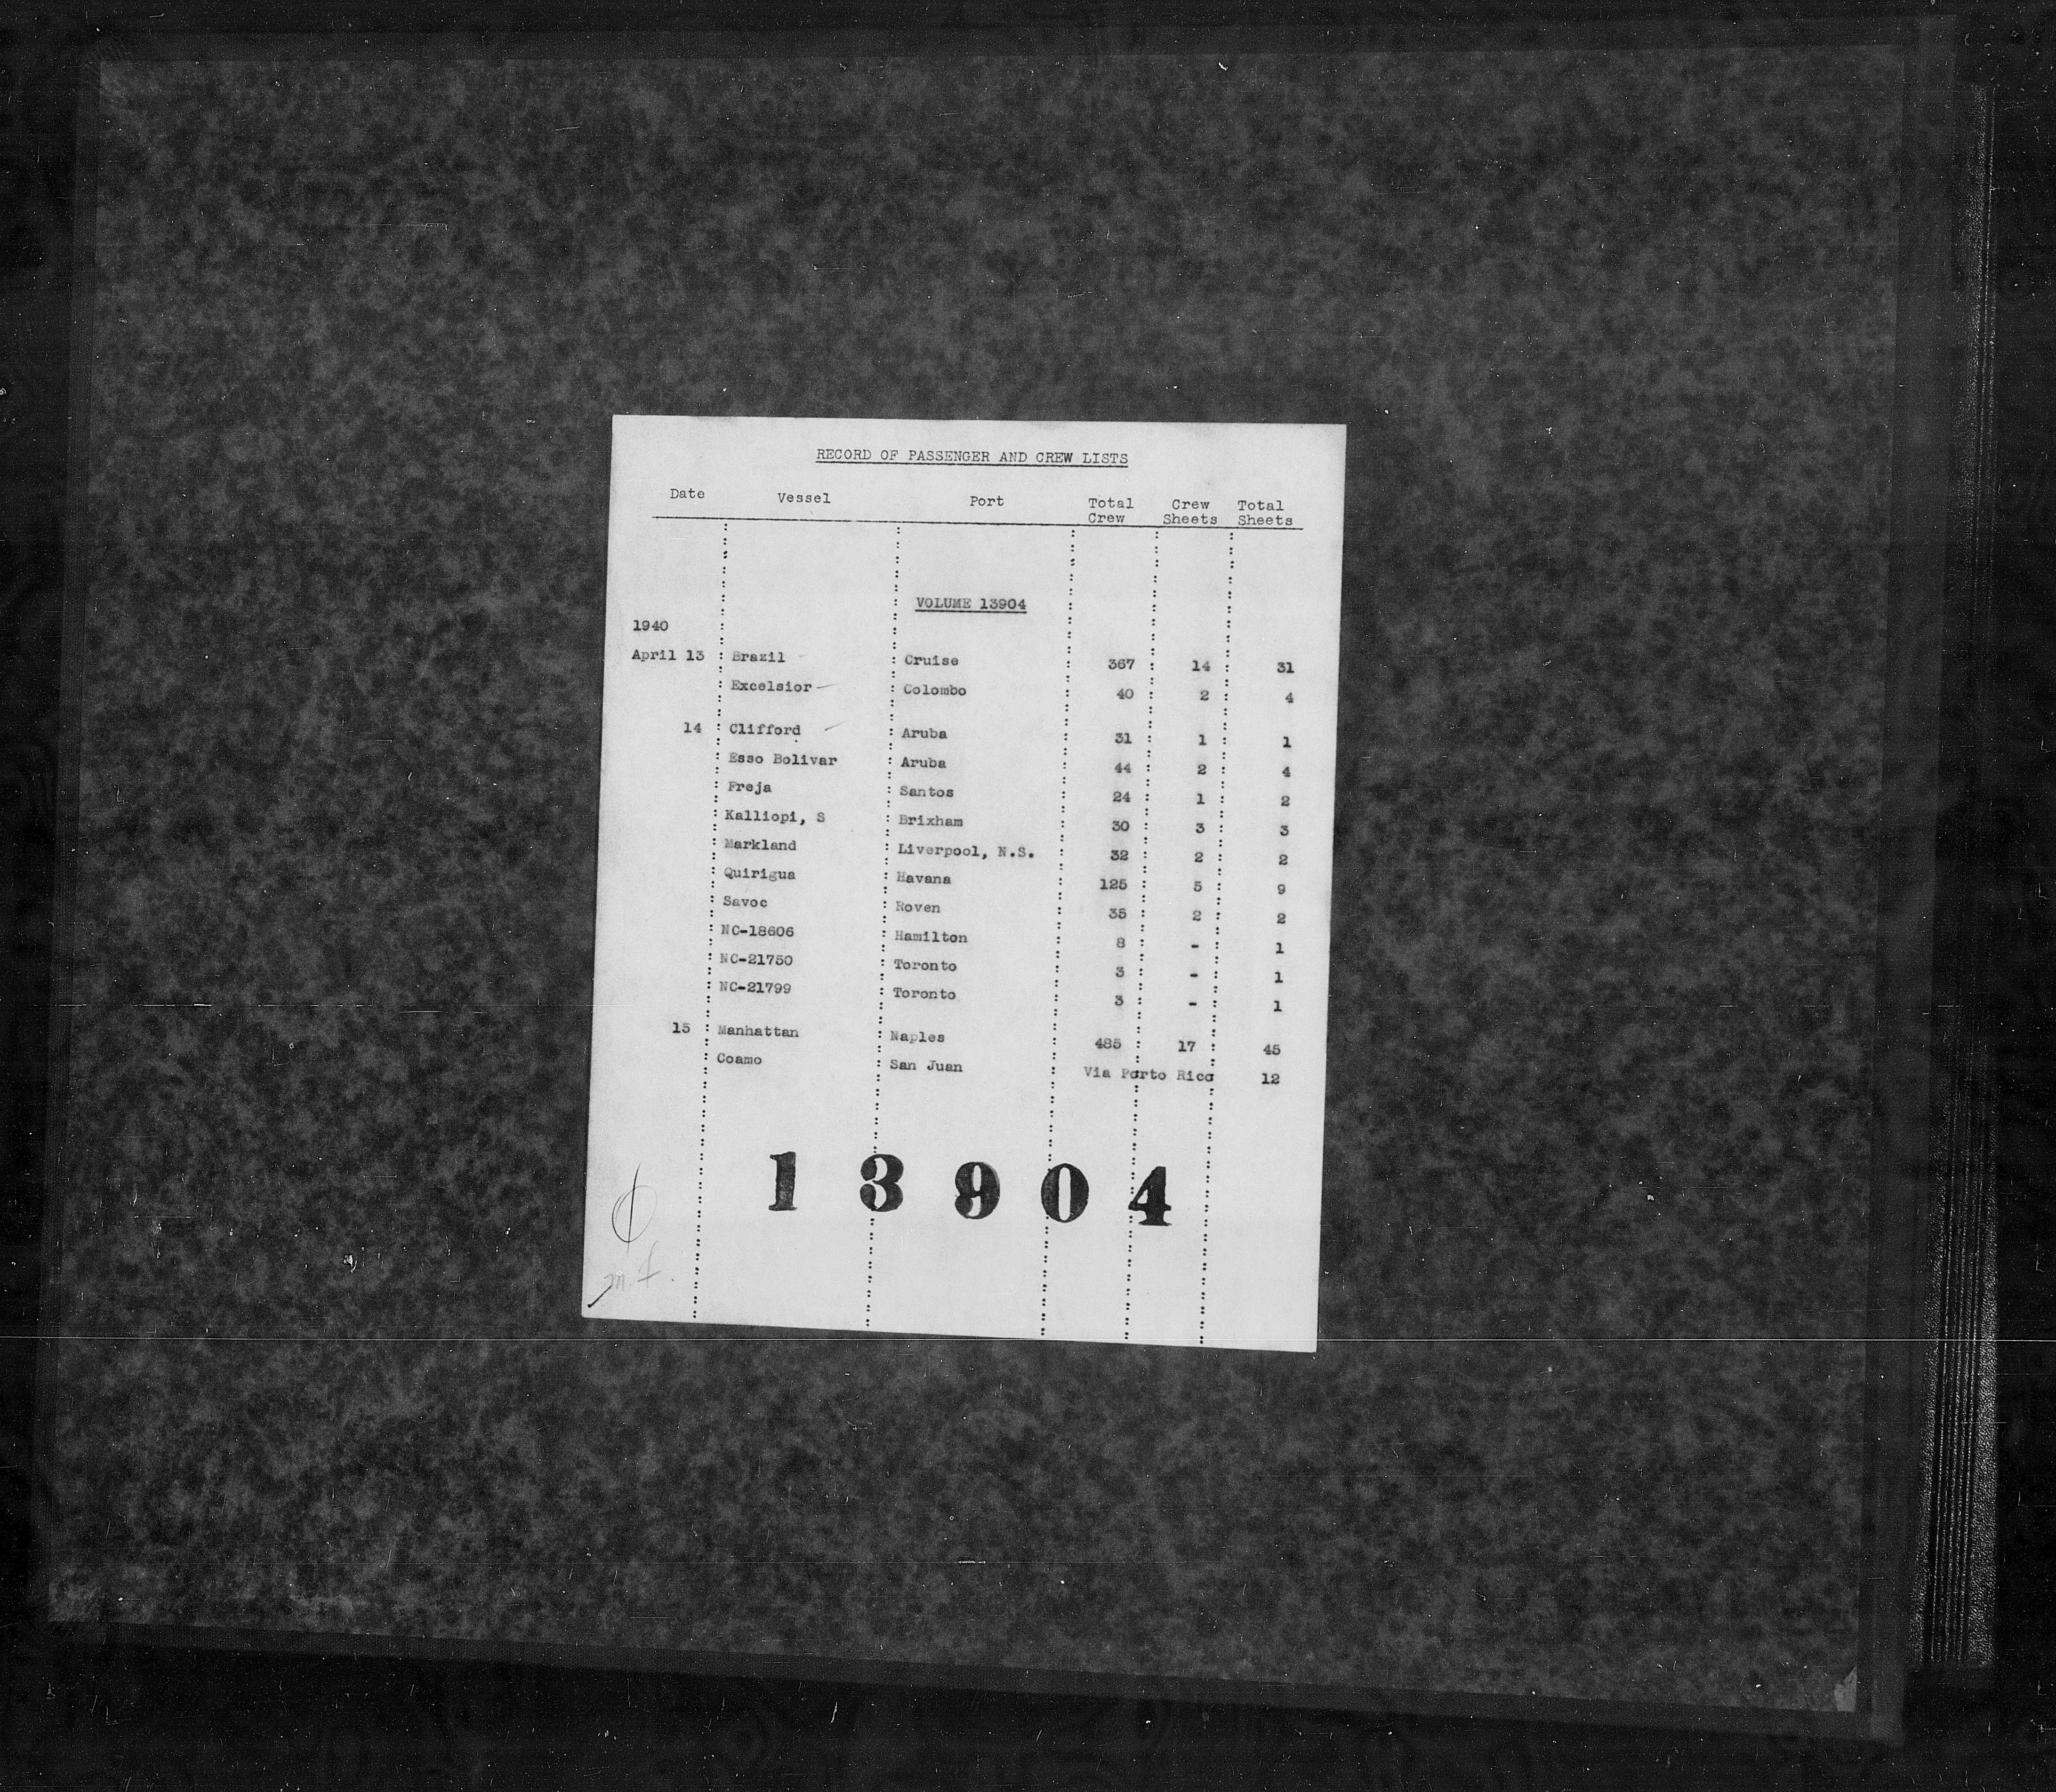 RECORD OF PASSENGER AND CREW LISTS
Date Vessel Port Total Crew Crew Sheets Total Sheets
VOLUME 13904
1940
April 13 Brazil Cruise 367 14 31
Excelsior Colombo 40 2 4
14 Clifford Aruba 31 1 1
Esso Bolivar Aruba 44 2 4
Freja Santos 24 1 2
Kalliopi, S Brixham 30 3 3
Markland Liverpool, N.S. 32 2 2
Quirigua Havana 125 5 9
Savoc Roven 35 2 2
NC-18606 Hamilton 8 - 1
NC-21750 Toronto 3 - 1
NC-21799 Toronto 3 - 1
15 Manhattan Naples 485 17 45
Coamo San Juan Via Porto Rico 12
13904
m.f.